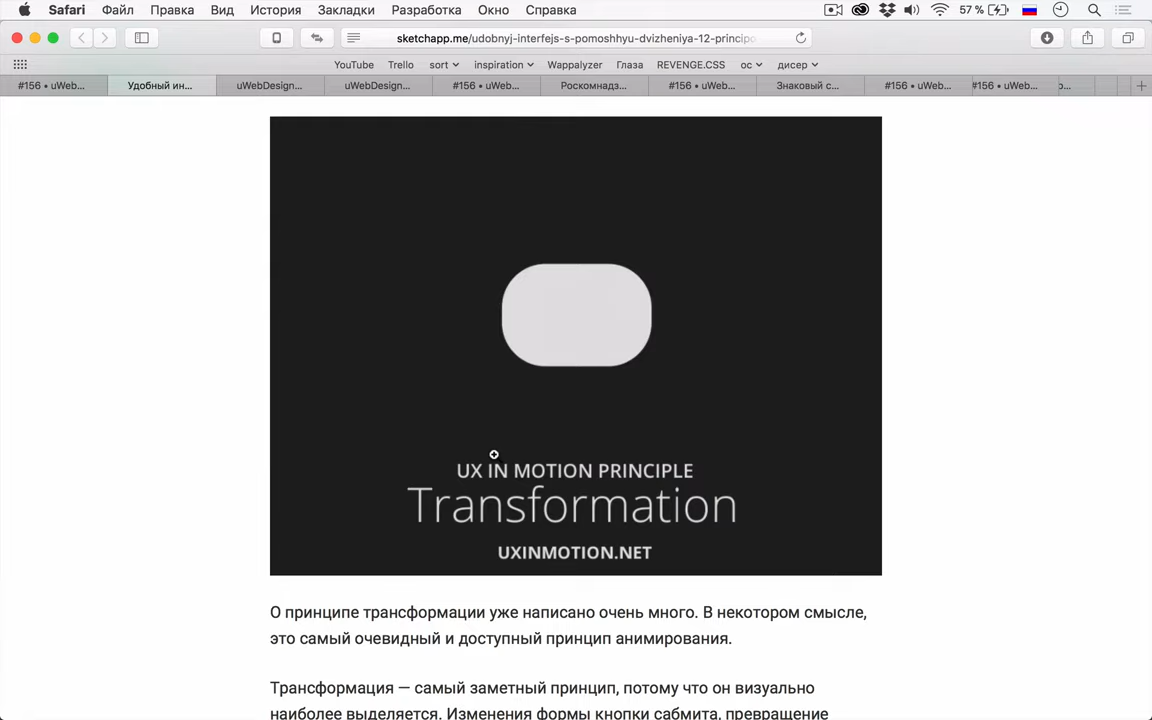 Safari Файл Правка Вид История Закладки Разработка Окно Справка 57 %
sketchapp.me/udobnyj-interfejs-s-pomoshhyu-dvizheniya-12-principo
YouTube Trello sort inspiration Wappalyzer Глаза REVENGE.CSS ос дисер
#156 • uWeb... Удобный ин... uWebDesign... uWebDesign... #156 • uWeb... Роскомнадз... #156 • uWeb... Знаковый с... #156 • uWeb... #156 • uWeb...
UX IN MOTION PRINCIPLE
Transformation
UXINMOTION.NET
О принципе трансформации уже написано очень много. В некотором смысле,
это самый очевидный и доступный принцип анимирования.
Трансформация — самый заметный принцип, потому что он визуально
наиболее выделяется. Изменения формы кнопки сабмита, превращение